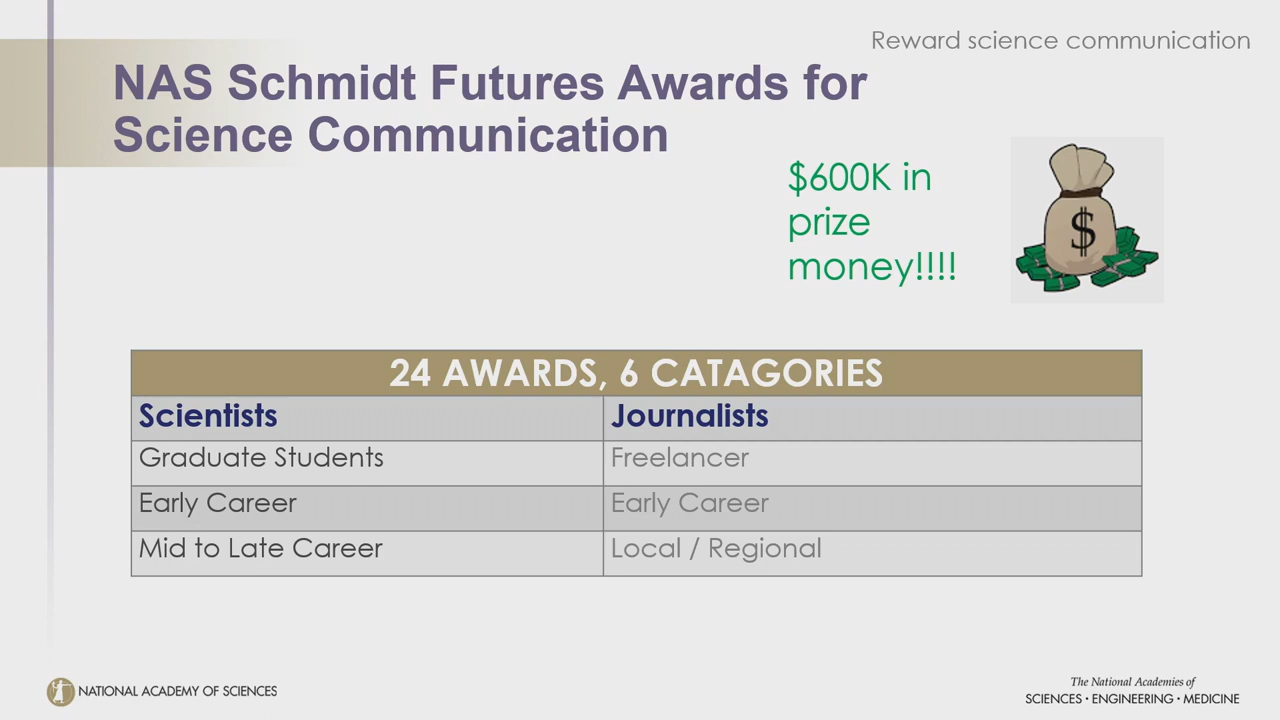 Reward science communication
NAS Schmidt Futures Awards for
Science Communication
$600K in
prize
money!!!!
$
24 AWARDS, 6 CATAGORIES
Scientists Journalists
Graduate Students Freelancer
Early Career Early Career
Mid to Late Career Local / Regional
NATIONAL ACADEMY OF SCIENCES
The National Academies of
SCIENCES · ENGINEERING · MEDICINE